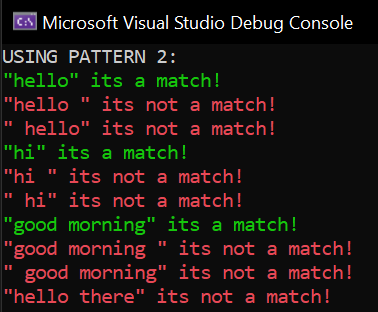 Microsoft Visual Studio Debug Console
USING PATTERN 2:
"hello" its a match!
"hello " its not a match!
" hello" its not a match!
"hi" its a match!
"hi " its not a match!
" hi" its not a match!
"good morning" its a match!
"good morning " its not a match!
" good morning" its not a match!
"hello there" its not a match!